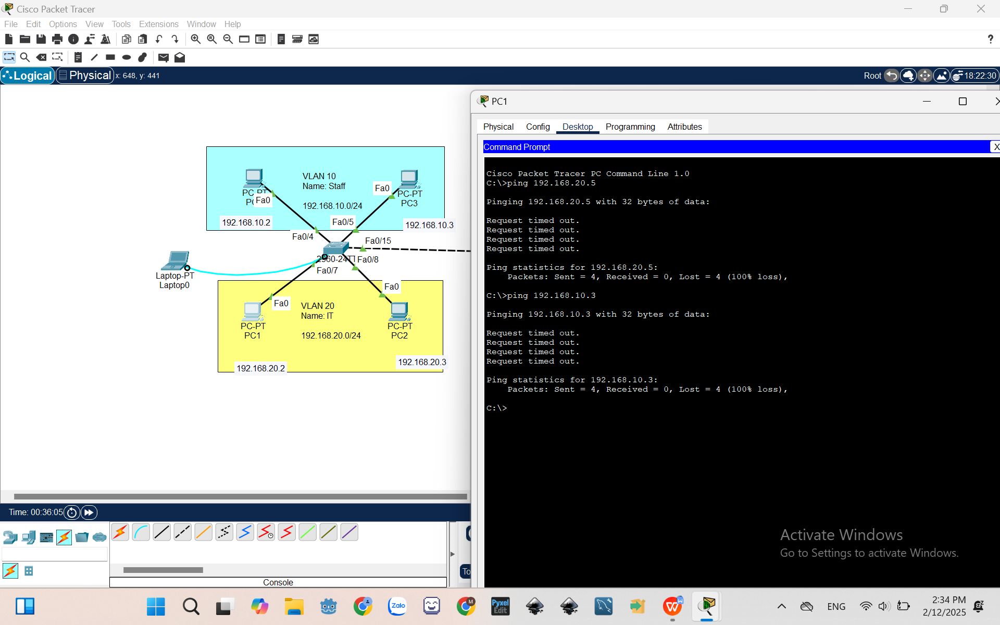 Cisco Packet Tracer
File Edit Options View Tools Extensions Window Help
Logical Physical x: 648, y: 441
Root 18:22:30
VLAN 10
Name: Staff
192.168.10.0/24
PC-PT
Fa0
192.168.10.2
Fa0
PC-PT
PC3
192.168.10.3
Fa0/4
Fa0/5
Fa0/15
2960-24TT
Fa0/8
Fa0/7
Laptop-PT
Laptop0
Fa0
Fa0
VLAN 20
Name: IT
192.168.20.0/24
PC-PT
PC1
PC-PT
PC2
192.168.20.2
192.168.20.3
Time: 00:36:05
Console
To
PC1
Physical Config Desktop Programming Attributes
Command Prompt
X
Cisco Packet Tracer PC Command Line 1.0
C:\>ping 192.168.20.5
Pinging 192.168.20.5 with 32 bytes of data:
Request timed out.
Request timed out.
Request timed out.
Request timed out.
Ping statistics for 192.168.20.5:
Packets: Sent = 4, Received = 0, Lost = 4 (100% loss),
C:\>ping 192.168.10.3
Pinging 192.168.10.3 with 32 bytes of data:
Request timed out.
Request timed out.
Request timed out.
Request timed out.
Ping statistics for 192.168.10.3:
Packets: Sent = 4, Received = 0, Lost = 4 (100% loss),
C:\>
Activate Windows
Go to Settings to activate Windows.
Zalo
Pyxel
Edit
ENG
2:34 PM
2/12/2025